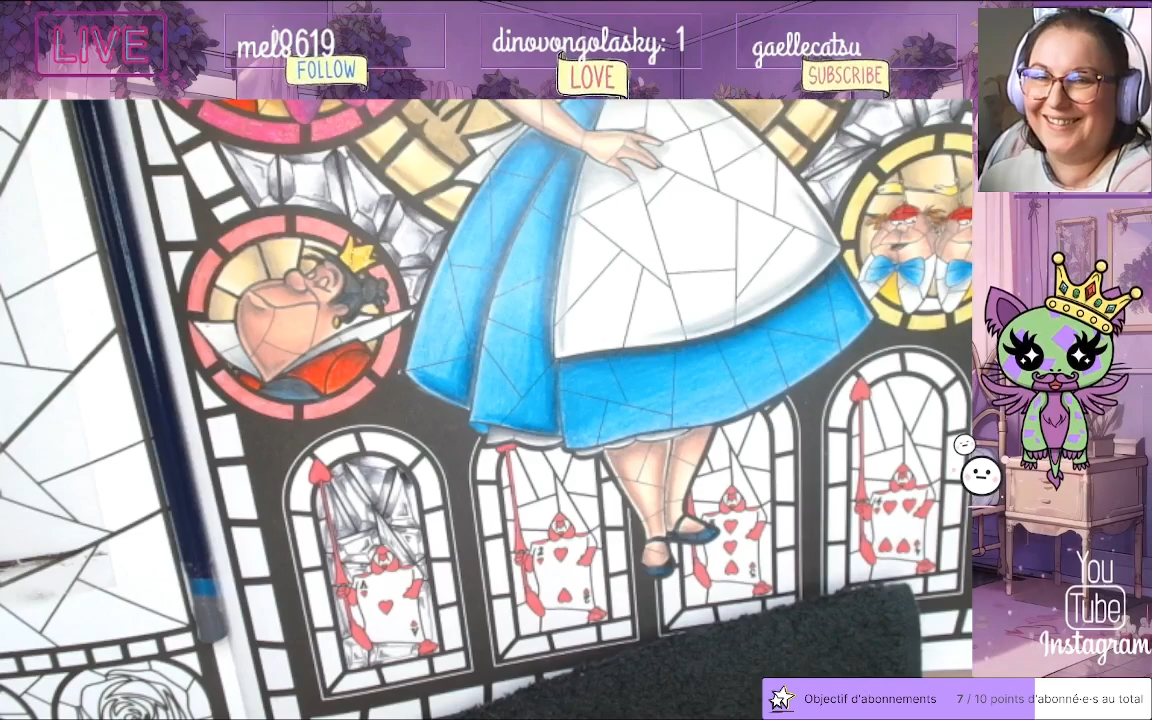 LIVE
mel8619
FOLLOW
dinovongolasky: 1
LOVE
gaellecatsu
SUBSCRIBE
You
Tube
Instagram
Objectif d'abonnements 7 / 10 points d'abonné·e·s au total